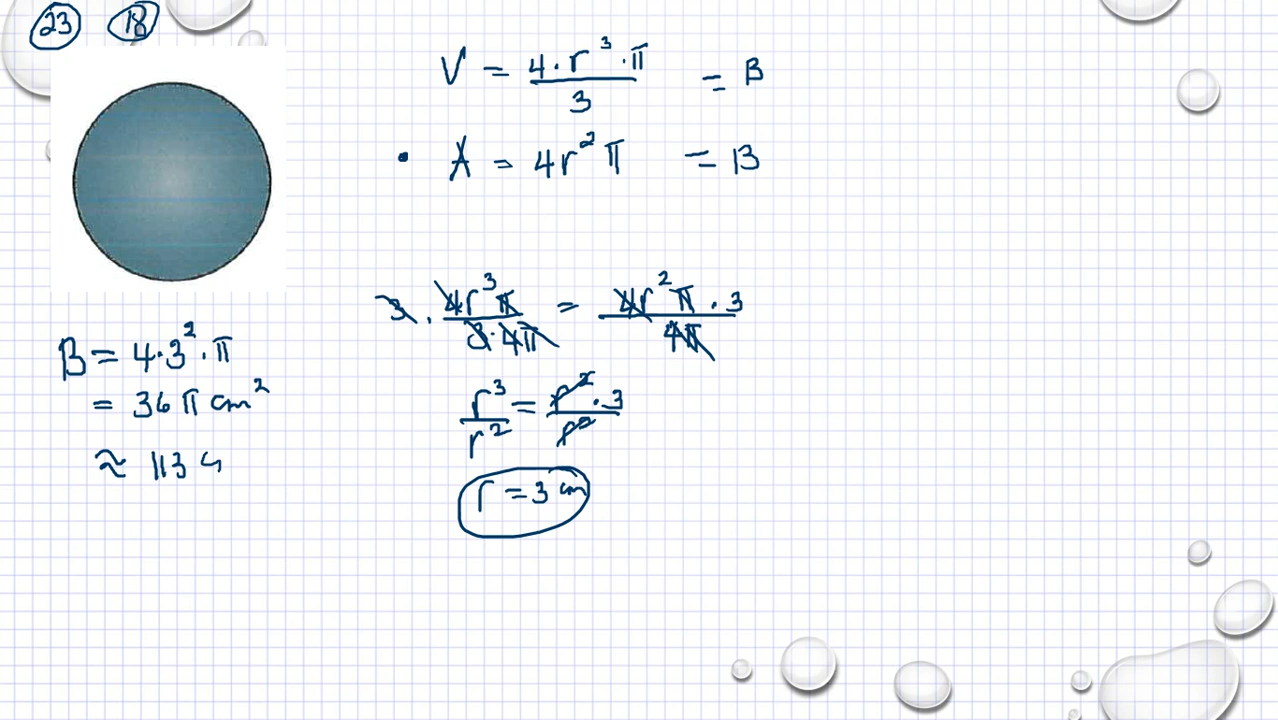 23 18
V = 4·r³·π / 3 = B
• A = 4r²π = B
3 · 4r³π / 3·4π = 4r²π·3 / 4π
r³ / r² = r²·3 / r²
r = 3 cm
B = 4·3²·π
= 36π cm²
≈ 113